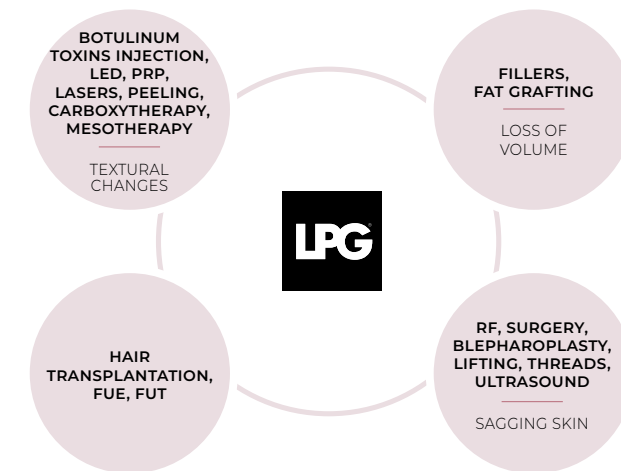 BOTULINUM
TOXINS INJECTION,
LED, PRP,
LASERS, PEELING,
CARBOXYTHERAPY,
MESOTHERAPY
TEXTURAL
CHANGES
FILLERS,
FAT GRAFTING
LOSS OF
VOLUME
LPG
HAIR
TRANSPLANTATION,
FUE, FUT
RF, SURGERY,
BLEPHAROPLASTY,
LIFTING, THREADS,
ULTRASOUND
SAGGING SKIN